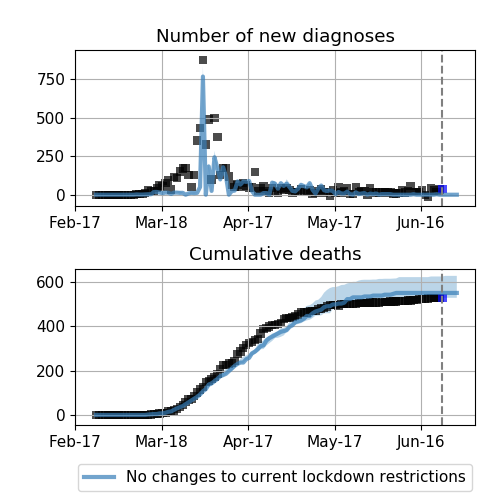 Number of new diagnoses
750
500
250
0
Feb-17 Mar-18 Apr-17 May-17 Jun-16
Cumulative deaths
600
400
200
0
Feb-17 Mar-18 Apr-17 May-17 Jun-16
No changes to current lockdown restrictions